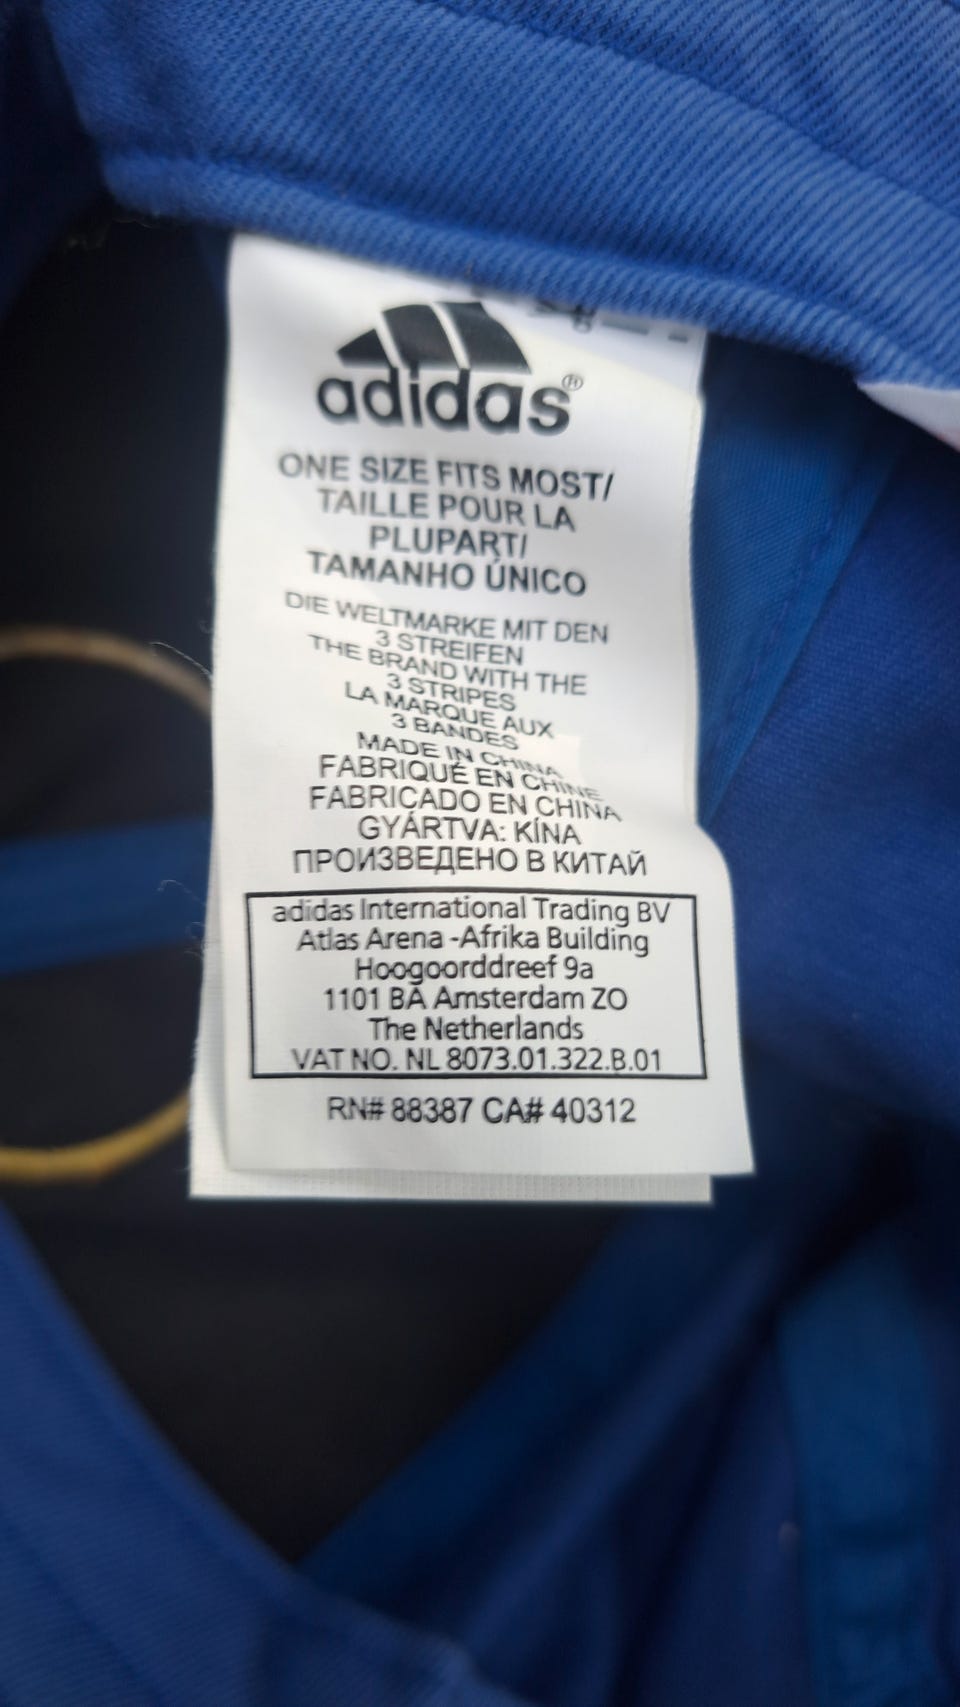 adidas®
ONE SIZE FITS MOST/
TAILLE POUR LA
PLUPART/
TAMANHO ÚNICO
DIE WELTMARKE MIT DEN
3 STREIFEN
THE BRAND WITH THE
3 STRIPES
LA MARQUE AUX
3 BANDES
MADE IN CHINA
FABRIQUÉ EN CHINE
FABRICADO EN CHINA
GYÁRTVA: KÍNA
ПРОИЗВЕДЕНО В КИТАЙ
adidas International Trading BV
Atlas Arena -Afrika Building
Hoogoorddreef 9a
1101 BA Amsterdam ZO
The Netherlands
VAT NO. NL 8073.01.322.B.01
RN# 88387 CA# 40312